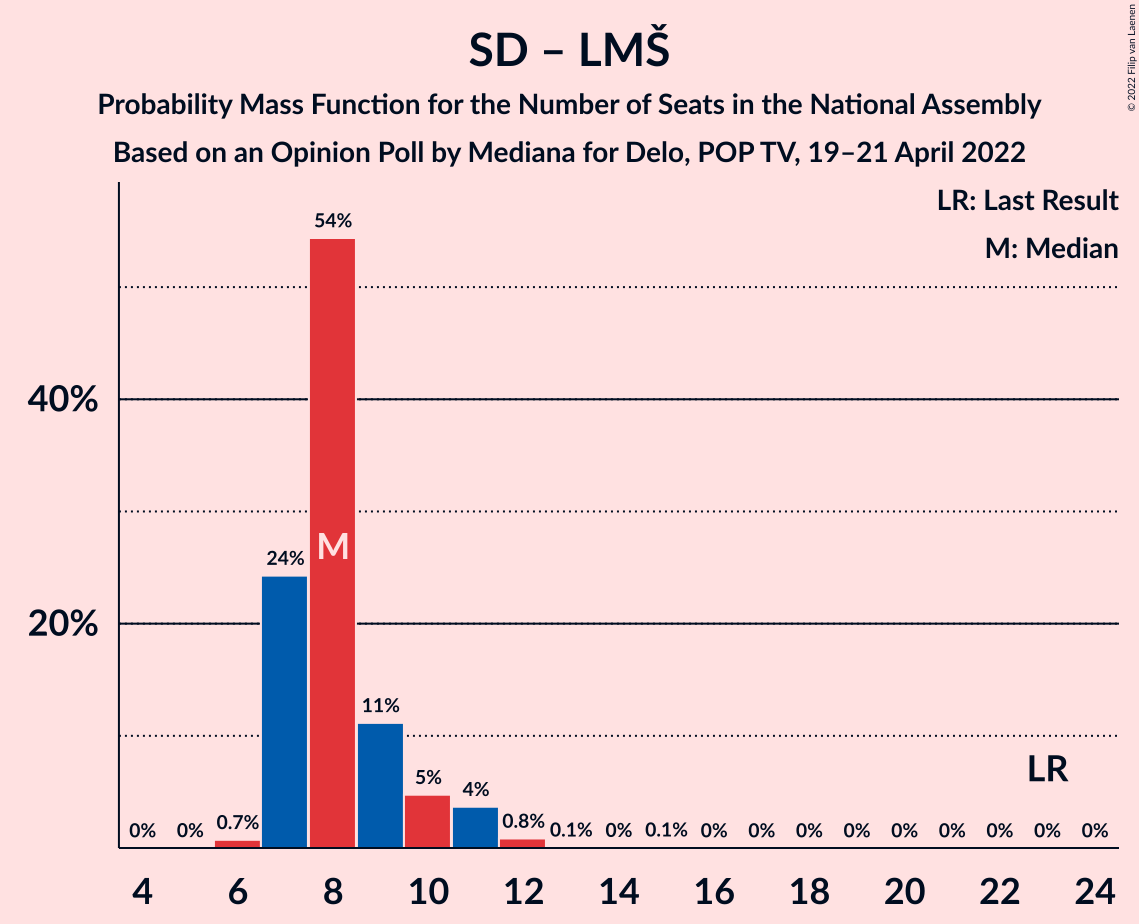 SD – LMŠ
Probability Mass Function for the Number of Seats in the National Assembly
Based on an Opinion Poll by Mediana for Delo, POP TV, 19–21 April 2022
© 2022 Filip van Laenen
LR: Last Result
M: Median
54%
40%
M
24%
20%
11%
LR
5%
4%
0% 0% 0.7% 0.8% 0.1% 0% 0.1% 0% 0% 0% 0% 0% 0% 0% 0% 0%
4 6 8 10 12 14 16 18 20 22 24